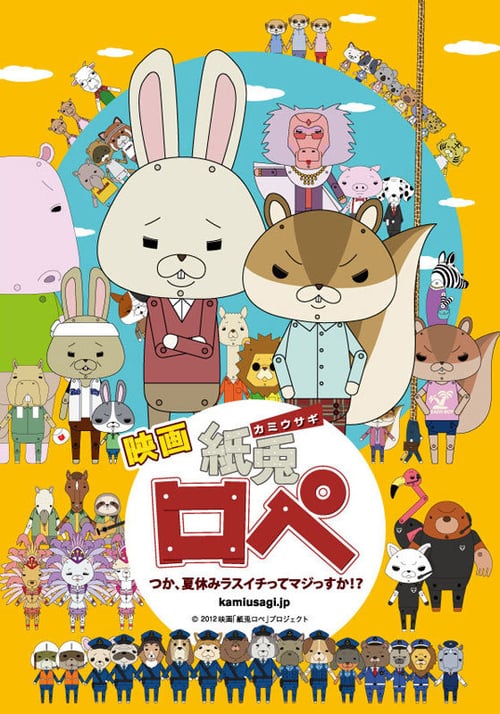 映画
カミウサギ
紙兎
ロペ
つか、夏休みラスイチってマジっすか!?
kamiusagi.jp
© 2012 映画「紙兎ロペ」プロジェクト